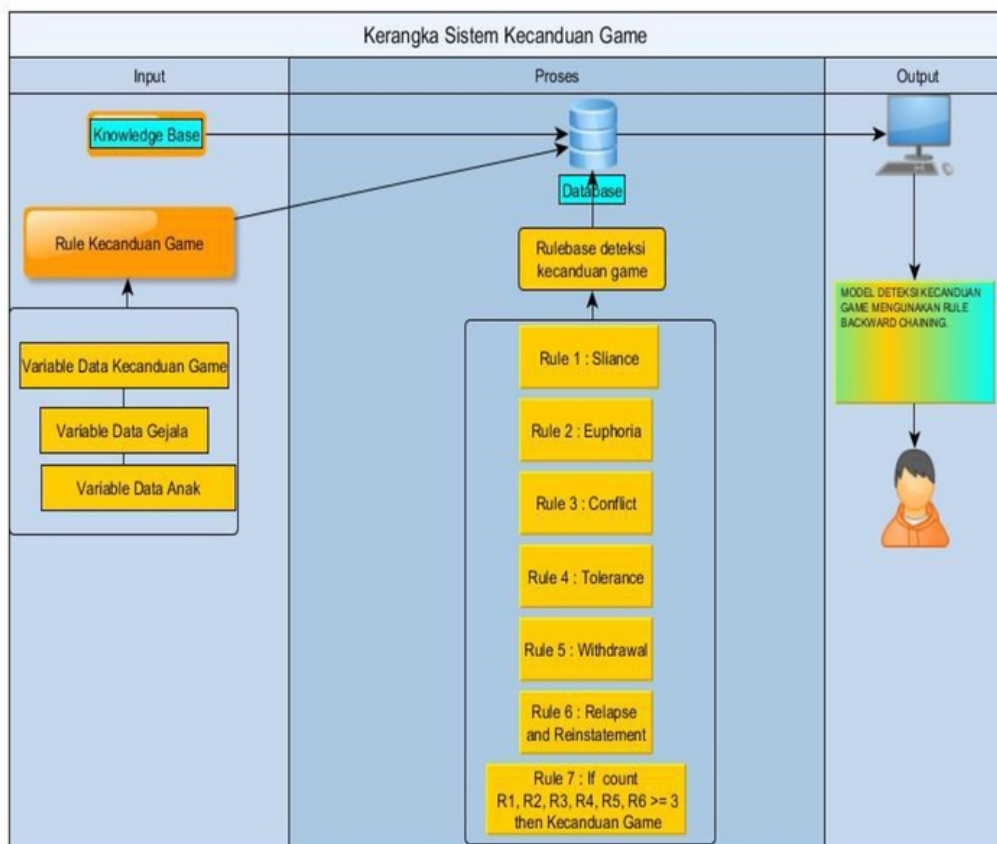 Kerangka Sistem Kecanduan Game
Input
Proses
Output
Knowledge Base
Rule Kecanduan Game
Variable Data Kecanduan Game
Variable Data Gejala
Variable Data Anak
Database
Rulebase deteksi
kecanduan game
Rule 1 : Sliance
Rule 2 : Euphoria
Rule 3 : Conflict
Rule 4 : Tolerance
Rule 5 : Withdrawal
Rule 6 : Relapse
and Reinstatement
Rule 7 : If count
R1, R2, R3, R4, R5, R6 >= 3
then Kecanduan Game
MODEL DETEKSI KECANDUAN
GAME MENGUNAKAN RULE
BACKWARD CHAINING.